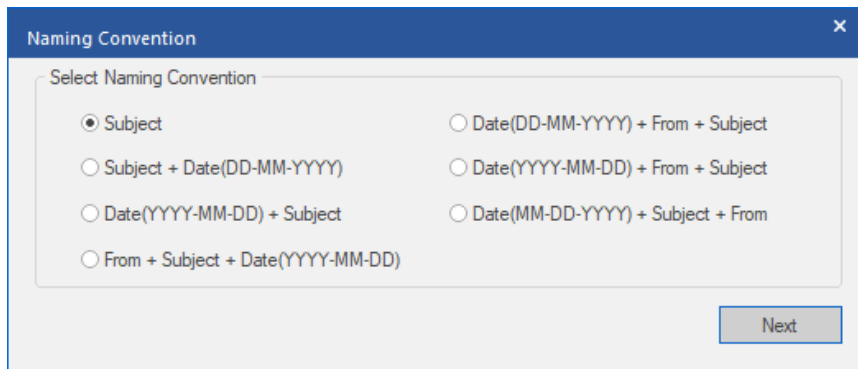 Naming Convention
Select Naming Convention
Subject
Date(DD-MM-YYYY) + From + Subject
Subject + Date(DD-MM-YYYY)
Date(YYYY-MM-DD) + From + Subject
Date(YYYY-MM-DD) + Subject
Date(MM-DD-YYYY) + Subject + From
From + Subject + Date(YYYY-MM-DD)
Next